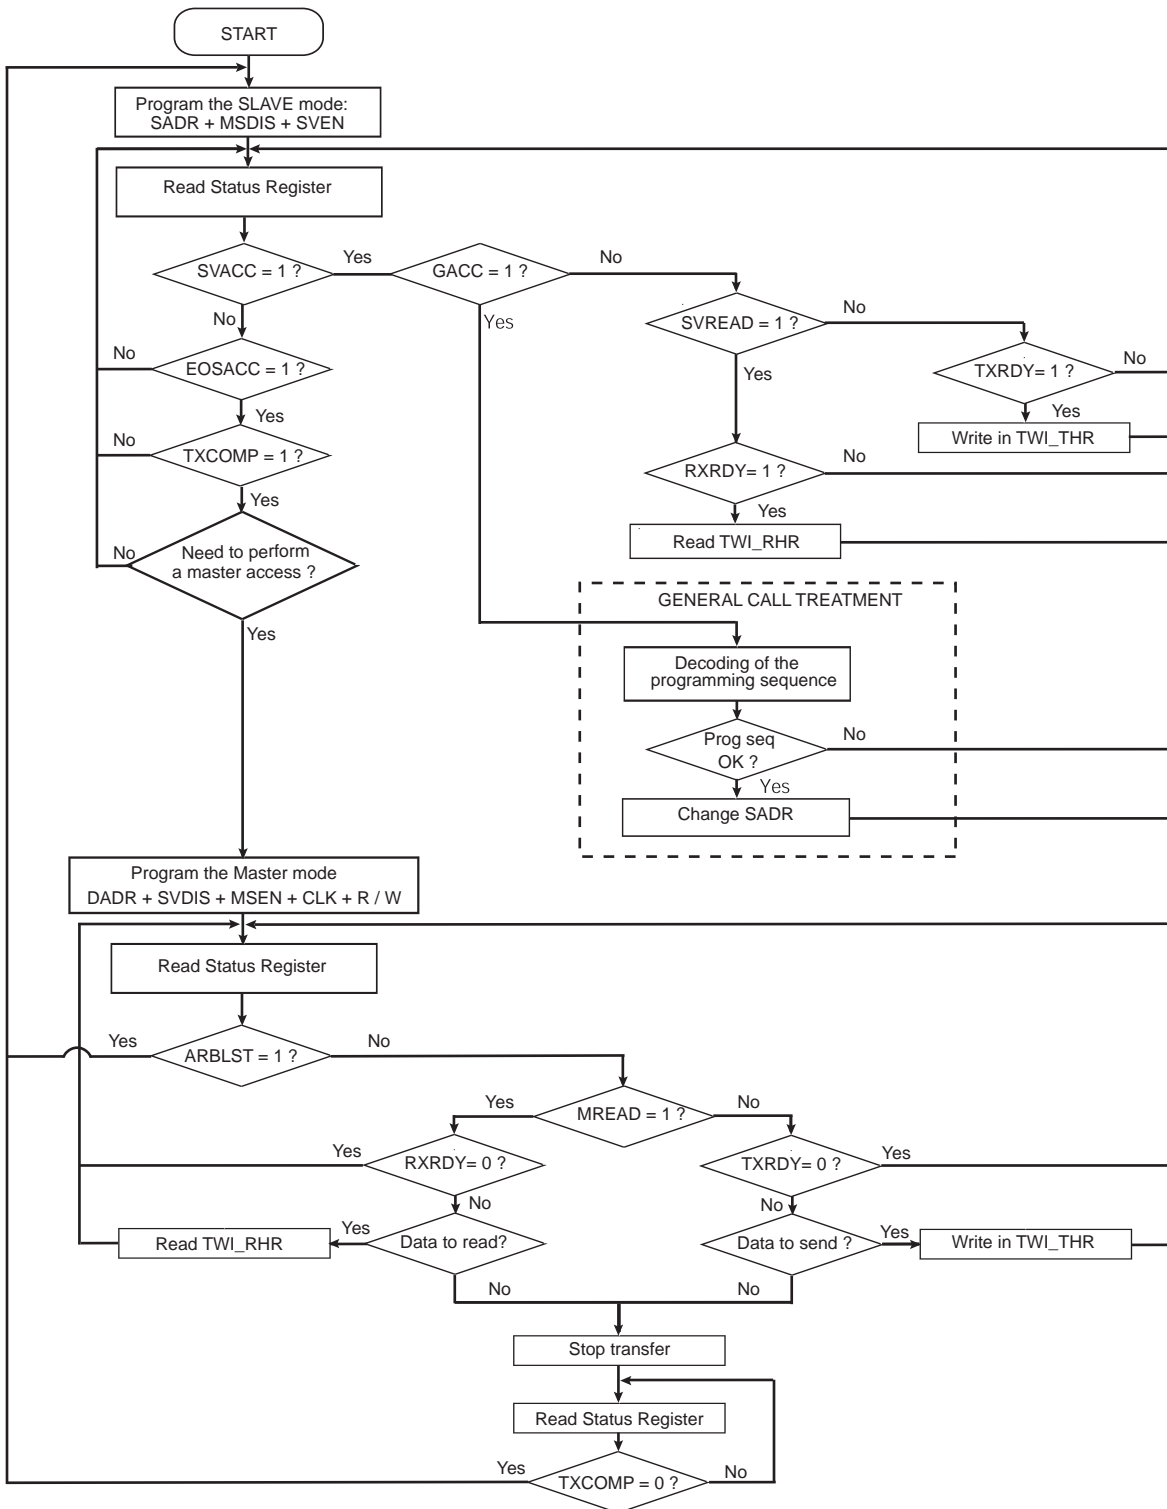 START
Program the SLAVE mode:
SADR + MSDIS + SVEN
Read Status Register
SVACC = 1 ?
Yes
GACC = 1 ?
No
No
Yes
SVREAD = 1 ?
No
No
EOSACC = 1 ?
Yes
TXRDY= 1 ?
No
Yes
Yes
Write in TWI_THR
No
TXCOMP = 1 ?
RXRDY= 1 ?
No
Yes
Yes
Read TWI_RHR
No
Need to perform
a master access ?
Yes
GENERAL CALL TREATMENT
Decoding of the
programming sequence
Prog seq
OK ?
No
Yes
Change SADR
Program the Master mode
DADR + SVDIS + MSEN + CLK + R / W
Read Status Register
Yes
ARBLST = 1 ?
No
Yes
MREAD = 1 ?
No
Yes
RXRDY= 0 ?
TXRDY= 0 ?
Yes
No
No
Read TWI_RHR
Yes
Data to read?
Data to send ?
Yes
Write in TWI_THR
No
No
Stop transfer
Read Status Register
Yes
TXCOMP = 0 ?
No